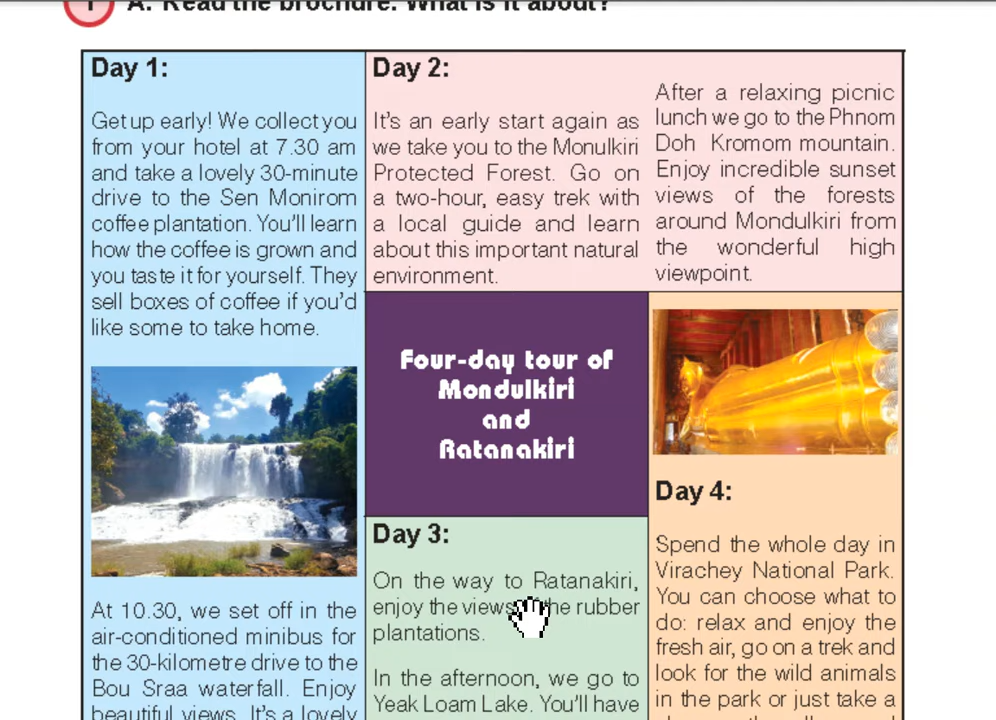 1 A. Read the brochure. What is it about?
Day 1:
Get up early! We collect you
from your hotel at 7.30 am
and take a lovely 30-minute
drive to the Sen Monirom
coffee plantation. You'll learn
how the coffee is grown and
you taste it for yourself. They
sell boxes of coffee if you'd
like some to take home.
At 10.30, we set off in the
air-conditioned minibus for
the 30-kilometre drive to the
Bou Sraa waterfall. Enjoy
beautiful views. It's a lovely
Day 2:
It's an early start again as
we take you to the Monulkiri
Protected Forest. Go on
a two-hour, easy trek with
a local guide and learn
about this important natural
environment.
After a relaxing picnic
lunch we go to the Phnom
Doh Kromom mountain.
Enjoy incredible sunset
views of the forests
around Mondulkiri from
the wonderful high
viewpoint.
Four-day tour of
Mondulkiri
and
Ratanakiri
Day 3:
On the way to Ratanakiri,
enjoy the views the rubber
plantations.
In the afternoon, we go to
Yeak Loam Lake. You'll have
Day 4:
Spend the whole day in
Virachey National Park.
You can choose what to
do: relax and enjoy the
fresh air, go on a trek and
look for the wild animals
in the park or just take a